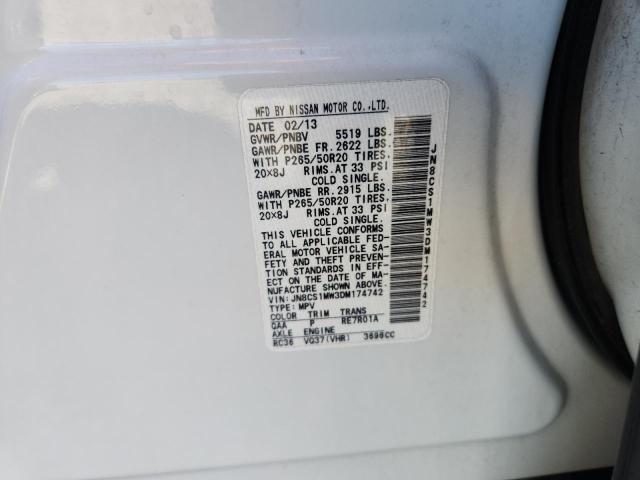 MFD BY NISSAN MOTOR CO.,LTD.
DATE 02/13
GVWR/PNBV 5519 LBS.
GAWR/PNBE FR. 2622 LBS.
WITH P265/50R20 TIRES.
20×8J RIMS.AT 33 PSI
COLD SINGLE.
GAWR/PNBE RR. 2915 LBS.
WITH P265/50R20 TIRES.
20×8J RIMS.AT 33 PSI
COLD SINGLE.
THIS VEHICLE CONFORMS
TO ALL APPLICABLE FED-
ERAL MOTOR VEHICLE SA-
FETY AND THEFT PREVEN-
TION STANDARDS IN EFF-
ECT ON THE DATE OF MA-
NUFACTURE SHOWN ABOVE.
VIN: JN8CS1MW3DM174742
TYPE: MPV
COLOR TRIM TRANS
QAA P RE7R01A
AXLE ENGINE
RC36 VQ37(VHR) 3696CC
JN8CS1MW3DM174742